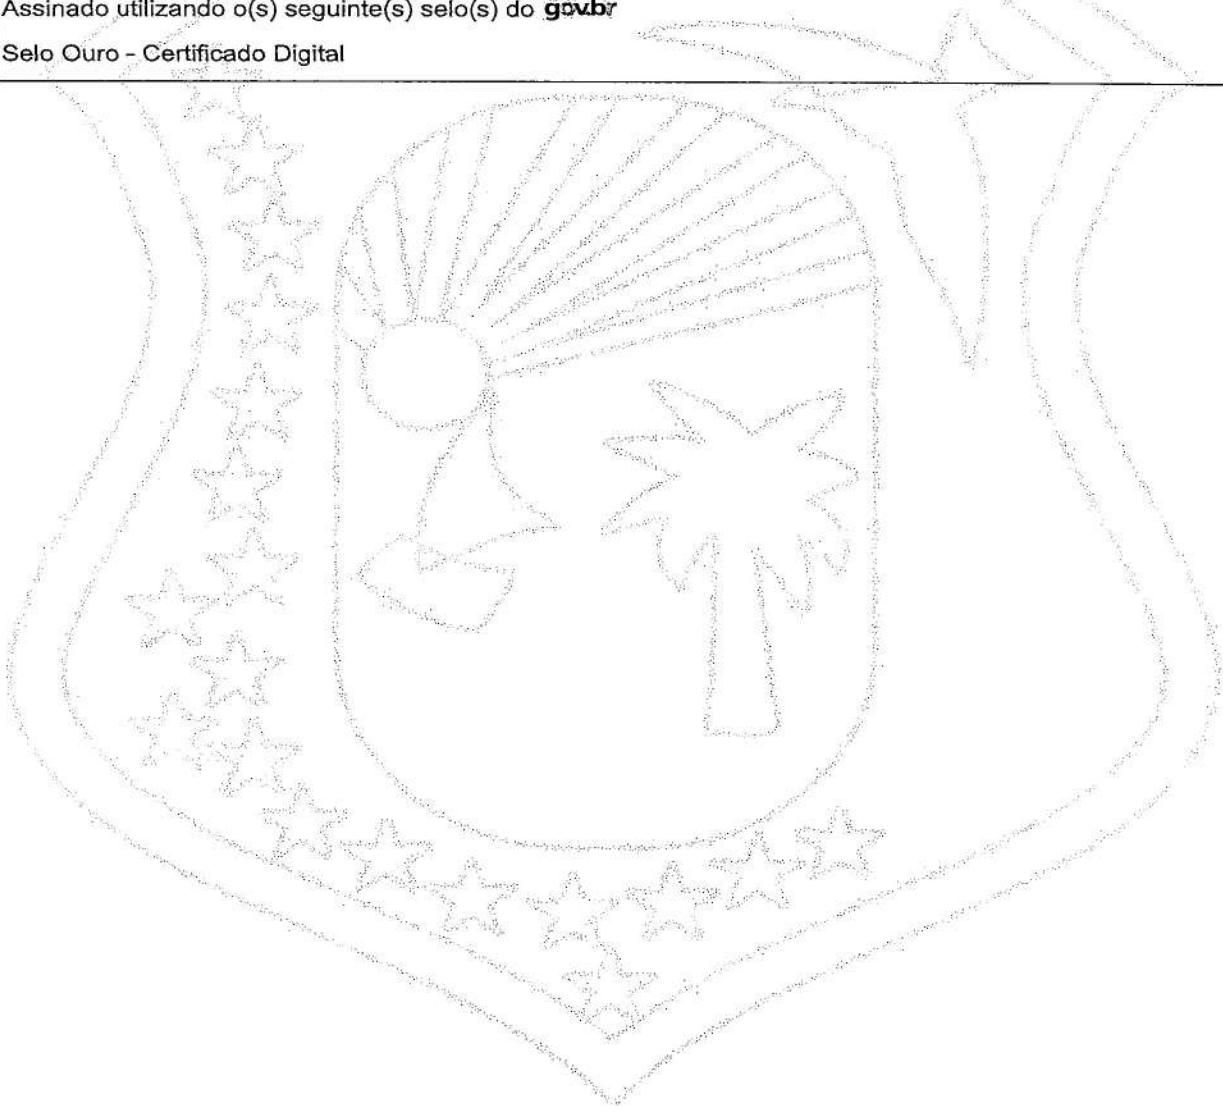 Assinado utilizando o(s) seguinte(s) selo(s) do gov.br
Selo Ouro - Certificado Digital